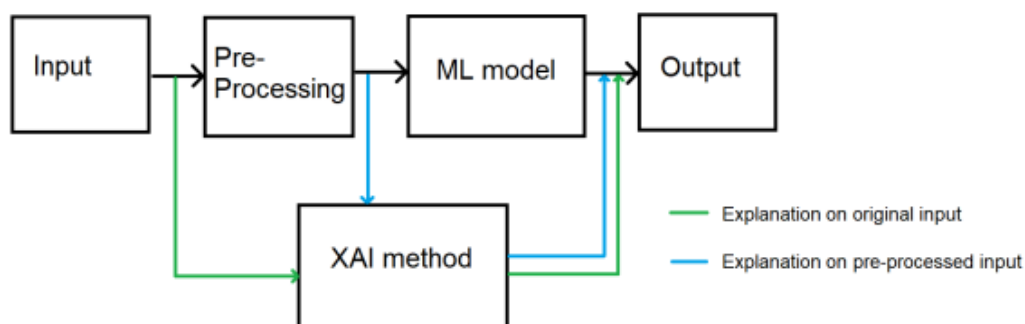 Input
Pre-
Processing
ML model
Output
XAI method
Explanation on original input
Explanation on pre-processed input